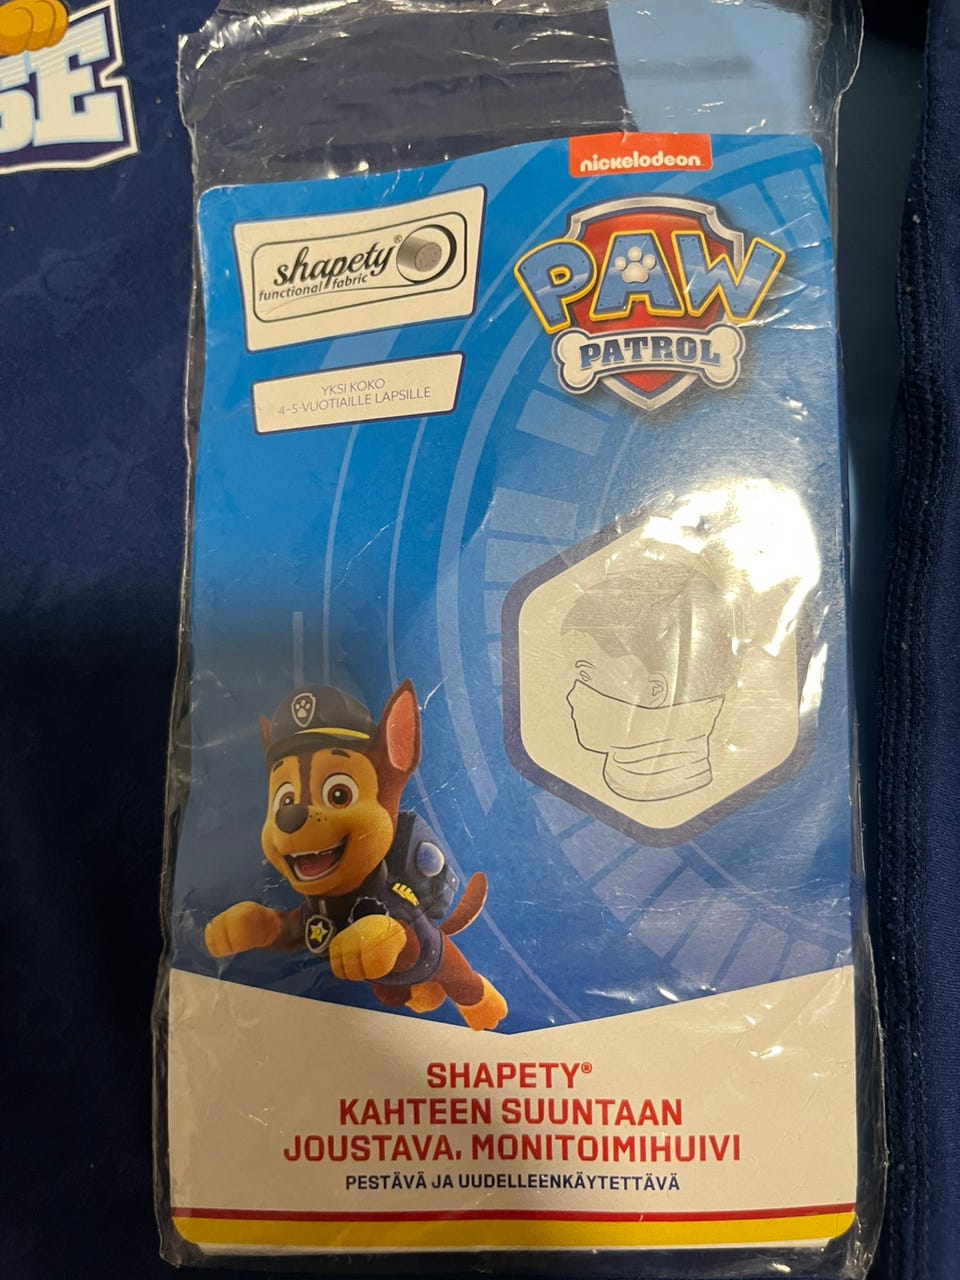 SE
nickelodeon
shapety®
functional fabric
YKSI KOKO
4-5-VUOTIAILLE LAPSILLE
PAW
PATROL
SHAPETY®
KAHTEEN SUUNTAAN
JOUSTAVA, MONITOIMIHUIVI
PESTÄVÄ JA UUDELLEENKÄYTETTÄVÄ